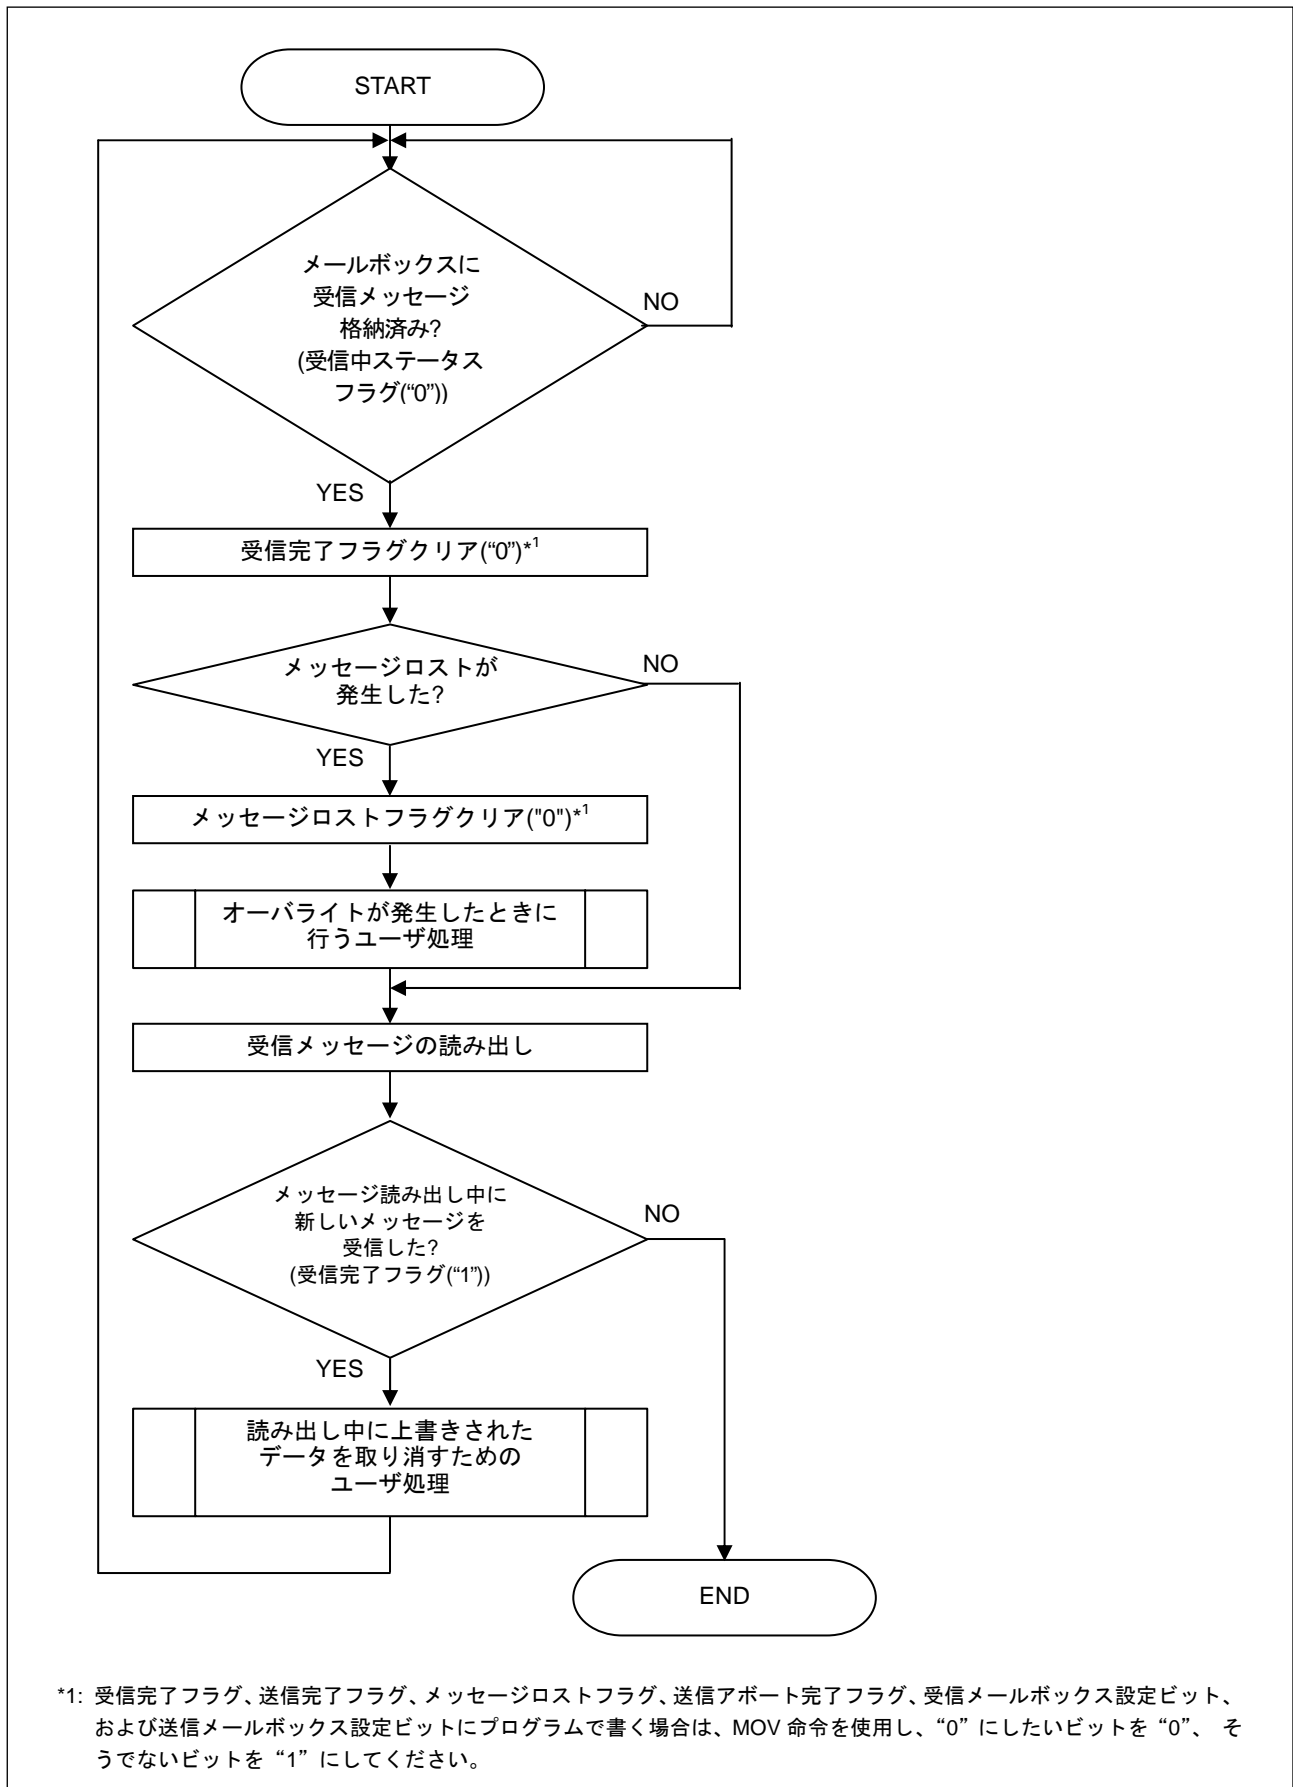 START
メールボックスに
受信メッセージ
格納済み?
(受信中ステータス
フラグ(“0”))
NO
YES
受信完了フラグクリア(“0”)*1
メッセージロストが
発生した?
NO
YES
メッセージロストフラグクリア("0")*1
オーバライトが発生したときに
行うユーザ処理
受信メッセージの読み出し
メッセージ読み出し中に
新しいメッセージを
受信した?
(受信完了フラグ(“1”))
NO
YES
読み出し中に上書きされた
データを取り消すための
ユーザ処理
END
*1: 受信完了フラグ、送信完了フラグ、メッセージロストフラグ、送信アボート完了フラグ、受信メールボックス設定ビット、
および送信メールボックス設定ビットにプログラムで書く場合は、MOV 命令を使用し、“0” にしたいビットを “0”、 そ
うでないビットを “1” にしてください。